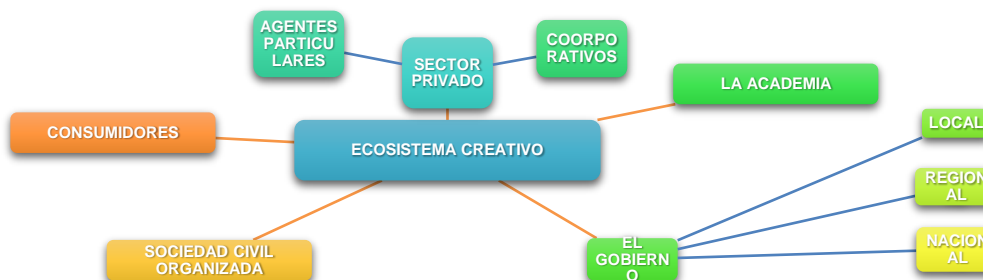 AGENTES
PARTICU
LARES
SECTOR
PRIVADO
COORPO
RATIVOS
LA ACADEMIA
CONSUMIDORES
ECOSISTEMA CREATIVO
LOCAL
REGION
AL
NACION
AL
SOCIEDAD CIVIL
ORGANIZADA
EL
GOBIERN
O